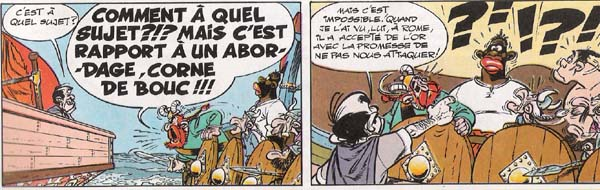 C'EST À
QUEL SUJET?
COMMENT À QUEL
SUJET?!? MAIS C'EST
RAPPORT À UN ABOR-
-DAGE, CORNE
DE BOUC !!!
MAIS C'EST
IMPOSSIBLE. QUAND
JE L'AI VU, LUI, À ROME,
IL A ACCEPTÉ DE L'OR
AVEC LA PROMESSE DE
NE PAS NOUS ATTAQUER!
?!?!?!